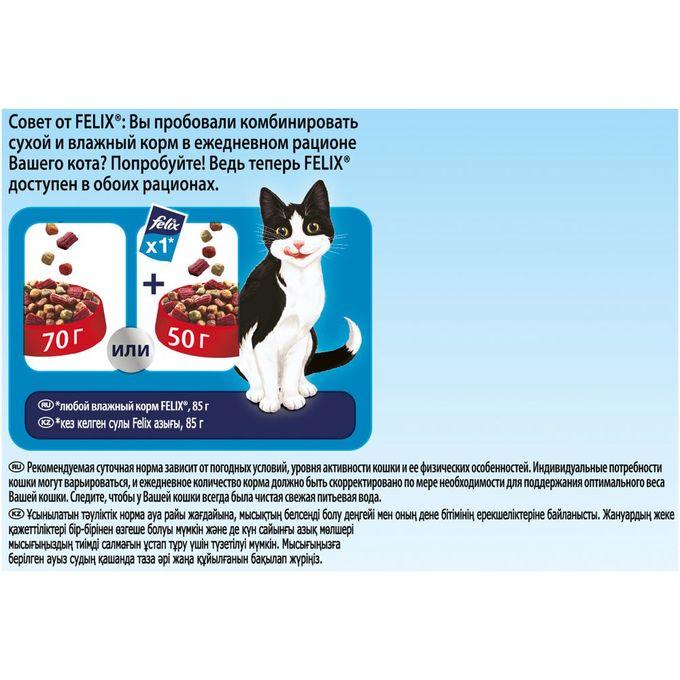 Совет от FELIX®: Вы пробовали комбинировать
сухой и влажный корм в ежедневном рационе
Вашего кота? Попробуйте! Ведь теперь FELIX®
доступен в обоих рационах.
felix
x1*
+
70 г
или
50 г
RU *любой влажный корм FELIX®, 85 г
KZ *кез келген сулы Felix азығы, 85 г
RU Рекомендуемая суточная норма зависит от погодных условий, уровня активности кошки и ее физических особенностей. Индивидуальные потребности
кошки могут варьироваться, и ежедневное количество корма должно быть скорректировано по мере необходимости для поддержания оптимального веса
Вашей кошки. Следите, чтобы у Вашей кошки всегда была чистая свежая питьевая вода.
KZ Ұсынылатын тәуліктік норма ауа райы жағдайына, мысықтың белсенді болу деңгейі мен оның дене бітімінің ерекшеліктеріне байланысты. Жануардың жеке
қажеттіліктері бір-бірінен өзгеше болуы мүмкін және де күн сайынғы азық мөлшері
мысығыңыздың тиімді салмағын ұстап тұру үшін түзетілуі мүмкін. Мысығыңызға
берілген ауыз судың қашанда таза әрі жаңа құйылғанын бақылап жүріңіз.